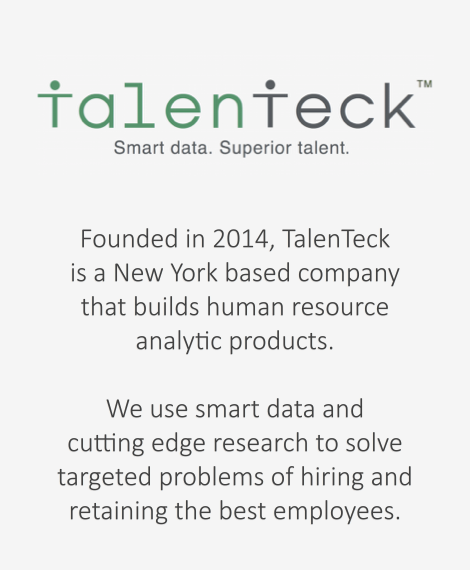 TalenTeck™
Smart data. Superior talent.
Founded in 2014, TalenTeck
is a New York based company
that builds human resource
analytic products.
We use smart data and
cutting edge research to solve
targeted problems of hiring and
retaining the best employees.